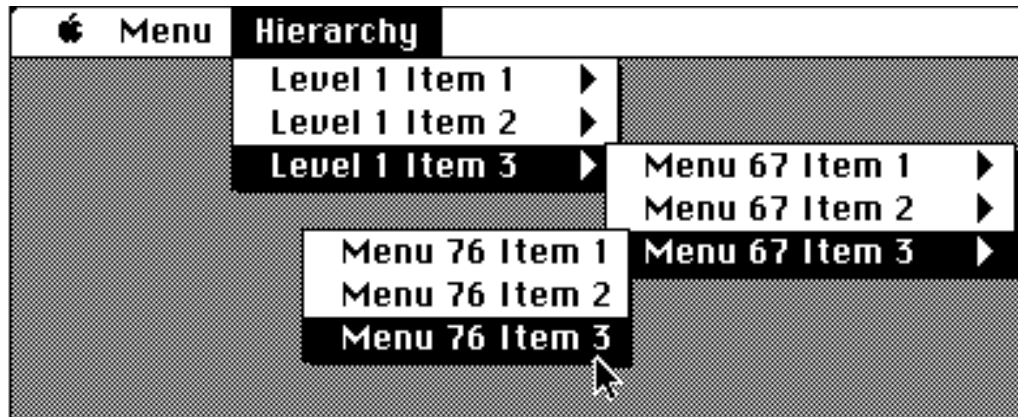 Menu Hierarchy
Level 1 Item 1
Level 1 Item 2
Level 1 Item 3
Menu 67 Item 1
Menu 67 Item 2
Menu 67 Item 3
Menu 76 Item 1
Menu 76 Item 2
Menu 76 Item 3